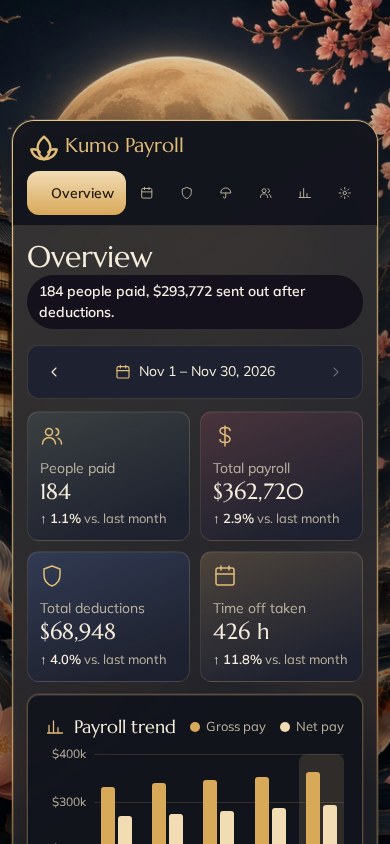 Kumo Payroll
Overview
Overview
184 people paid, $293,772 sent out after
deductions.
Nov 1 – Nov 30, 2026
People paid
184
↑ 1.1% vs. last month
Total payroll
$362,720
↑ 2.9% vs. last month
Total deductions
$68,948
↑ 4.0% vs. last month
Time off taken
426 h
↑ 11.8% vs. last month
Payroll trend
Gross pay
Net pay
$400k
$300k